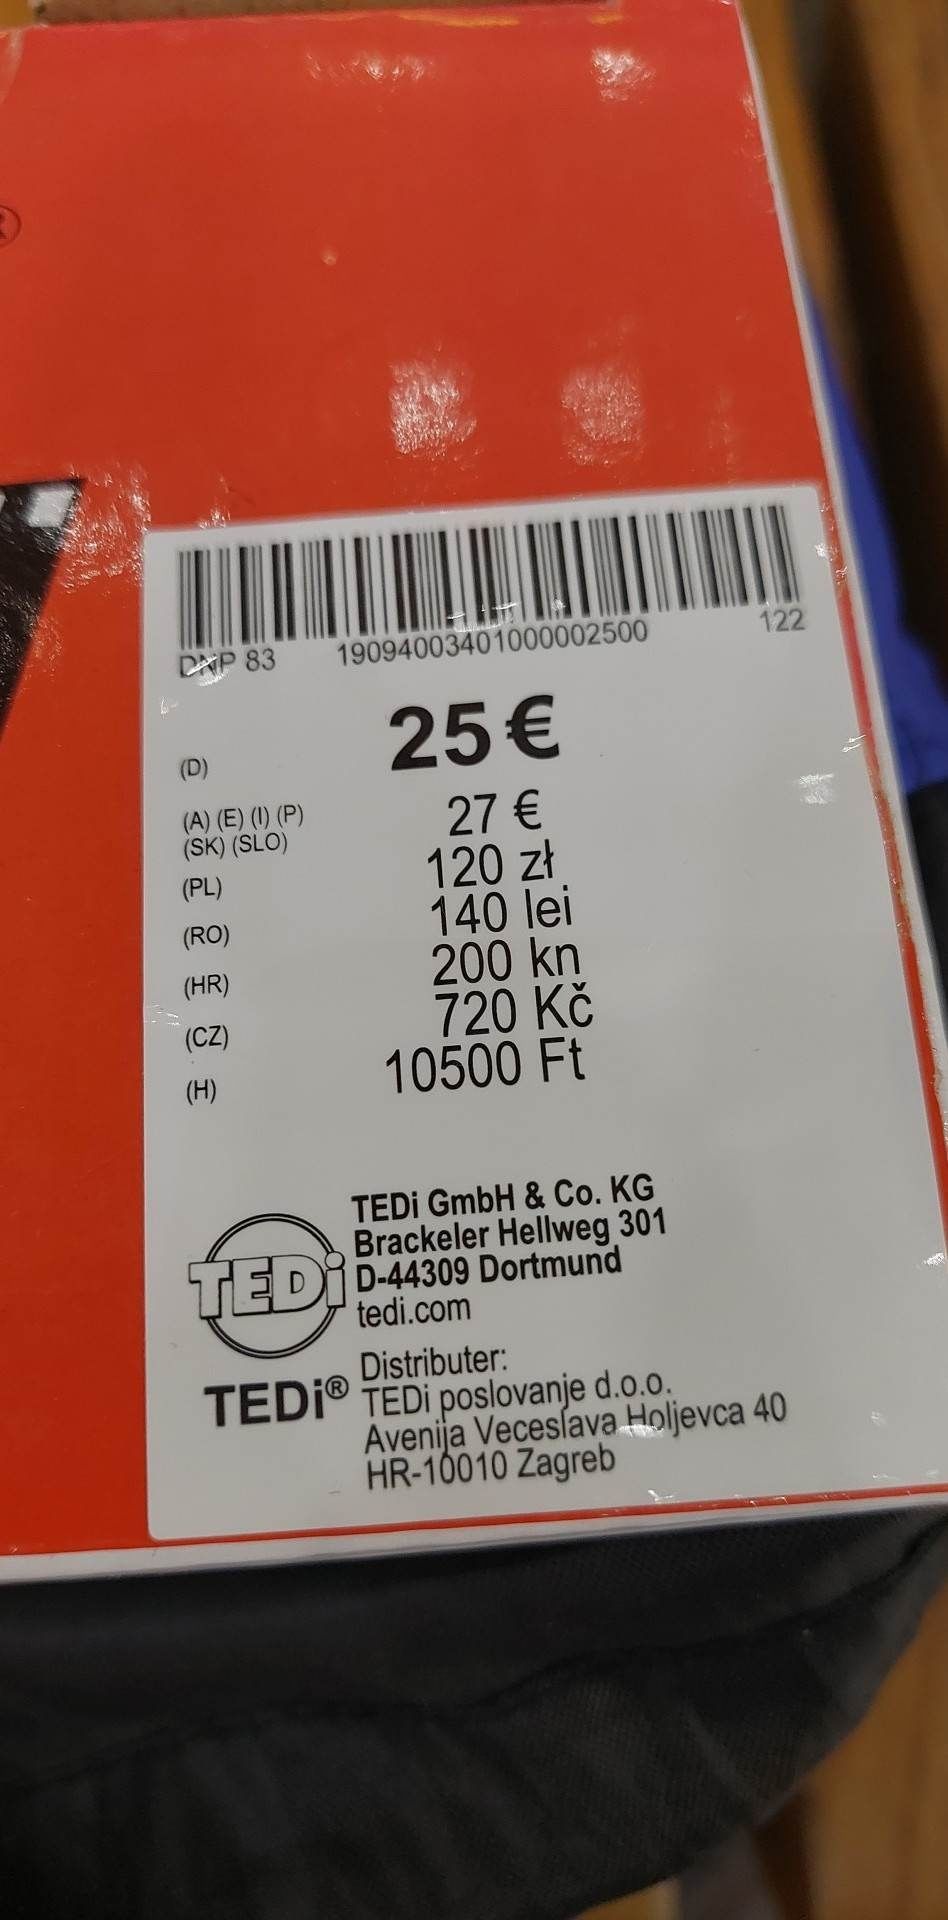 ®
DNP 83 19094003401000002500 122
(D) 25 €
(A) (E) (I) (P) 27 €
(SK) (SLO)
(PL) 120 zł
(RO) 140 lei
(HR) 200 kn
(CZ) 720 Kč
(H) 10500 Ft
TEDi GmbH & Co. KG
Brackeler Hellweg 301
D-44309 Dortmund
tedi.com
TEDi
Distributer:
TEDi® TEDi poslovanje d.o.o.
Avenija Veceslava Holjevca 40
HR-10010 Zagreb